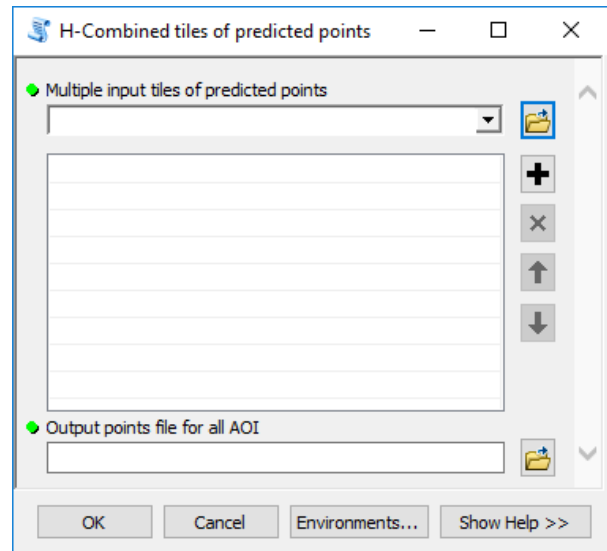 H-Combined tiles of predicted points
Multiple input tiles of predicted points
Output points file for all AOI
OK Cancel Environments... Show Help >>